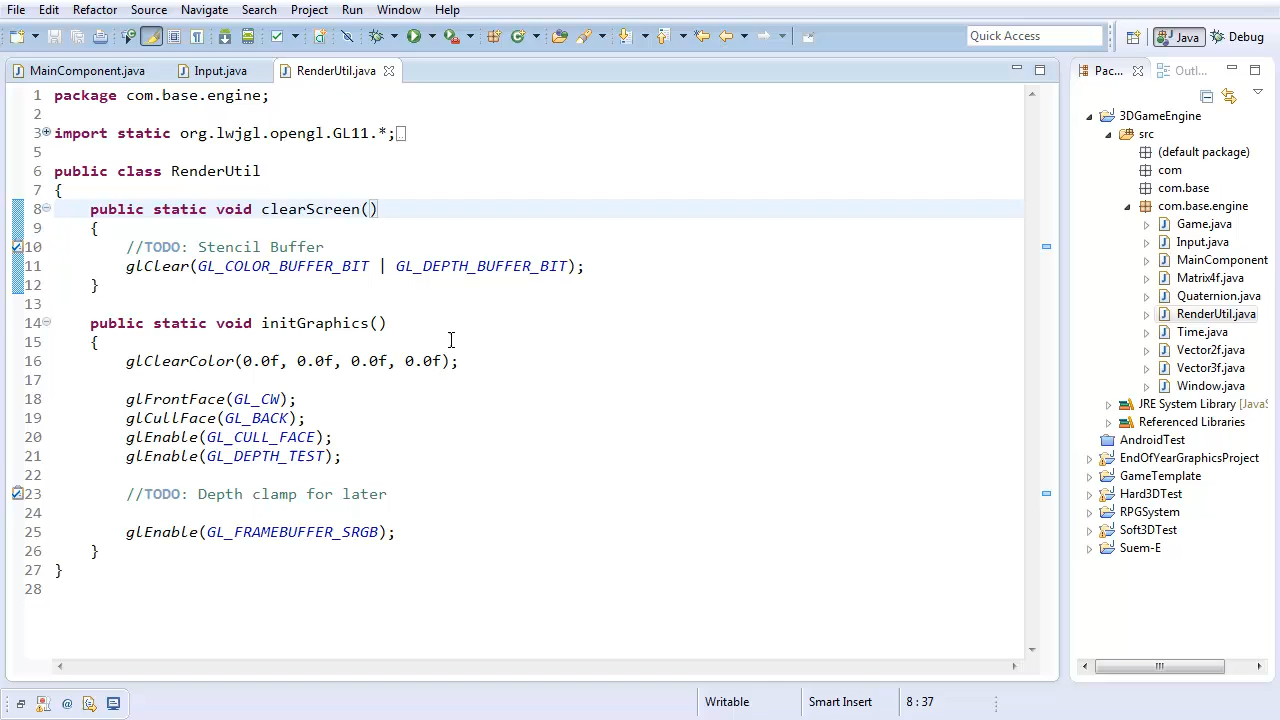 File Edit Refactor Source Navigate Search Project Run Window Help
Quick Access
Java
Debug
MainComponent.java
Input.java
RenderUtil.java
Pac...
Outl...
1 package com.base.engine;
2
3 import static org.lwjgl.opengl.GL11.*;
5
6 public class RenderUtil
7 {
8 public static void clearScreen()
9 {
10 //TODO: Stencil Buffer
11 glClear(GL_COLOR_BUFFER_BIT | GL_DEPTH_BUFFER_BIT);
12 }
13
14 public static void initGraphics()
15 {
16 glClearColor(0.0f, 0.0f, 0.0f, 0.0f);
17
18 glFrontFace(GL_CW);
19 glCullFace(GL_BACK);
20 glEnable(GL_CULL_FACE);
21 glEnable(GL_DEPTH_TEST);
22
23 //TODO: Depth clamp for later
24
25 glEnable(GL_FRAMEBUFFER_SRGB);
26 }
27 }
28
3DGameEngine
src
(default package)
com
com.base
com.base.engine
Game.java
Input.java
MainComponent
Matrix4f.java
Quaternion.java
RenderUtil.java
Time.java
Vector2f.java
Vector3f.java
Window.java
JRE System Library [JavaS
Referenced Libraries
AndroidTest
EndOfYearGraphicsProject
GameTemplate
Hard3DTest
RPGSystem
Soft3DTest
Suem-E
Writable
Smart Insert
8 : 37